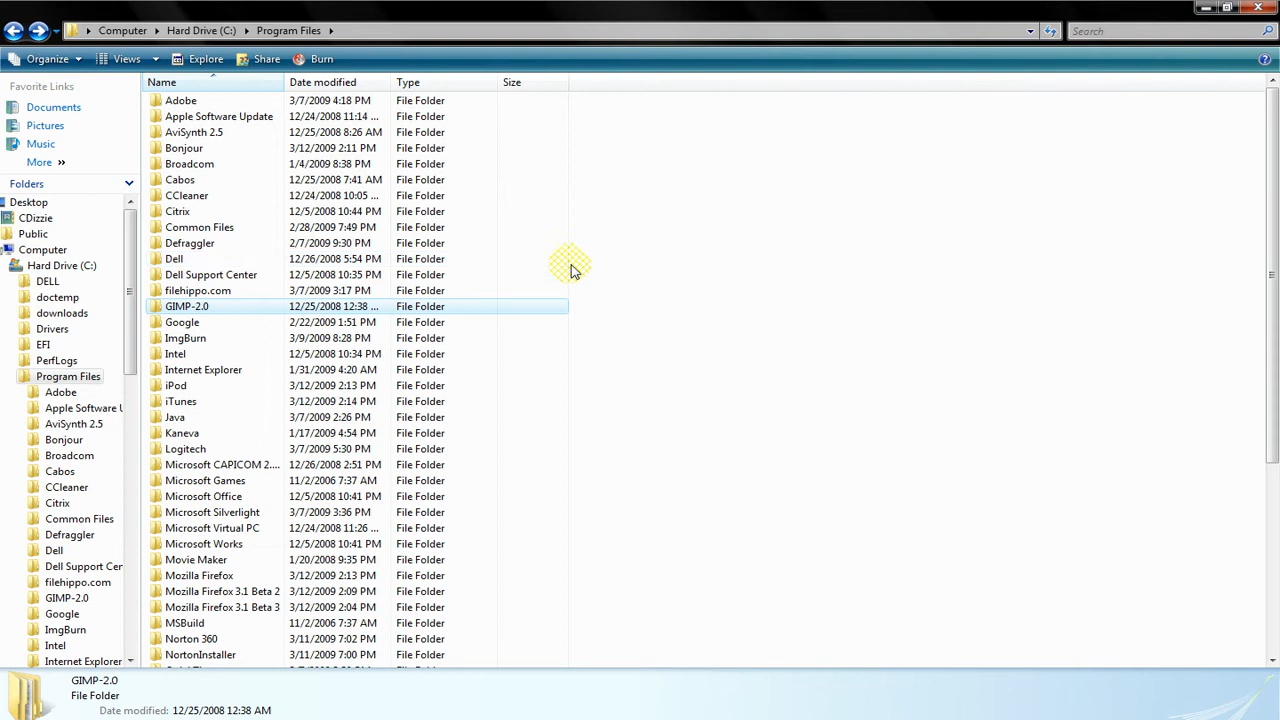 Computer Hard Drive (C:) Program Files Search
Organize Views Explore Share Burn
Favorite Links
Documents
Pictures
Music
More
Folders
Desktop
CDizzie
Public
Computer
Hard Drive (C:)
DELL
doctemp
downloads
Drivers
EFI
PerfLogs
Program Files
Adobe
Apple Software U
AviSynth 2.5
Bonjour
Broadcom
Cabos
CCleaner
Citrix
Common Files
Defraggler
Dell
Dell Support Cer
filehippo.com
GIMP-2.0
Google
ImgBurn
Intel
Internet Explorer
Name Date modified Type Size
Adobe 3/7/2009 4:18 PM File Folder
Apple Software Update 12/24/2008 11:14 ... File Folder
AviSynth 2.5 12/25/2008 8:26 AM File Folder
Bonjour 3/12/2009 2:11 PM File Folder
Broadcom 1/4/2009 8:38 PM File Folder
Cabos 12/25/2008 7:41 AM File Folder
CCleaner 12/24/2008 10:05 ... File Folder
Citrix 12/5/2008 10:44 PM File Folder
Common Files 2/28/2009 7:49 PM File Folder
Defraggler 2/7/2009 9:30 PM File Folder
Dell 12/26/2008 5:54 PM File Folder
Dell Support Center 12/5/2008 10:35 PM File Folder
filehippo.com 3/7/2009 3:17 PM File Folder
GIMP-2.0 12/25/2008 12:38 ... File Folder
Google 2/22/2009 1:51 PM File Folder
ImgBurn 3/9/2009 8:28 PM File Folder
Intel 12/5/2008 10:34 PM File Folder
Internet Explorer 1/31/2009 4:20 AM File Folder
iPod 3/12/2009 2:13 PM File Folder
iTunes 3/12/2009 2:14 PM File Folder
Java 3/7/2009 2:26 PM File Folder
Kaneva 1/17/2009 4:54 PM File Folder
Logitech 3/7/2009 5:30 PM File Folder
Microsoft CAPICOM 2.... 12/26/2008 2:51 PM File Folder
Microsoft Games 11/2/2006 7:37 AM File Folder
Microsoft Office 12/5/2008 10:41 PM File Folder
Microsoft Silverlight 3/7/2009 3:36 PM File Folder
Microsoft Virtual PC 12/24/2008 11:26 ... File Folder
Microsoft Works 12/5/2008 10:41 PM File Folder
Movie Maker 1/20/2008 9:35 PM File Folder
Mozilla Firefox 3/12/2009 2:13 PM File Folder
Mozilla Firefox 3.1 Beta 2 3/12/2009 2:09 PM File Folder
Mozilla Firefox 3.1 Beta 3 3/12/2009 2:04 PM File Folder
MSBuild 11/2/2006 7:37 AM File Folder
Norton 360 3/11/2009 7:02 PM File Folder
NortonInstaller 3/11/2009 7:00 PM File Folder
GIMP-2.0
File Folder
Date modified: 12/25/2008 12:38 AM